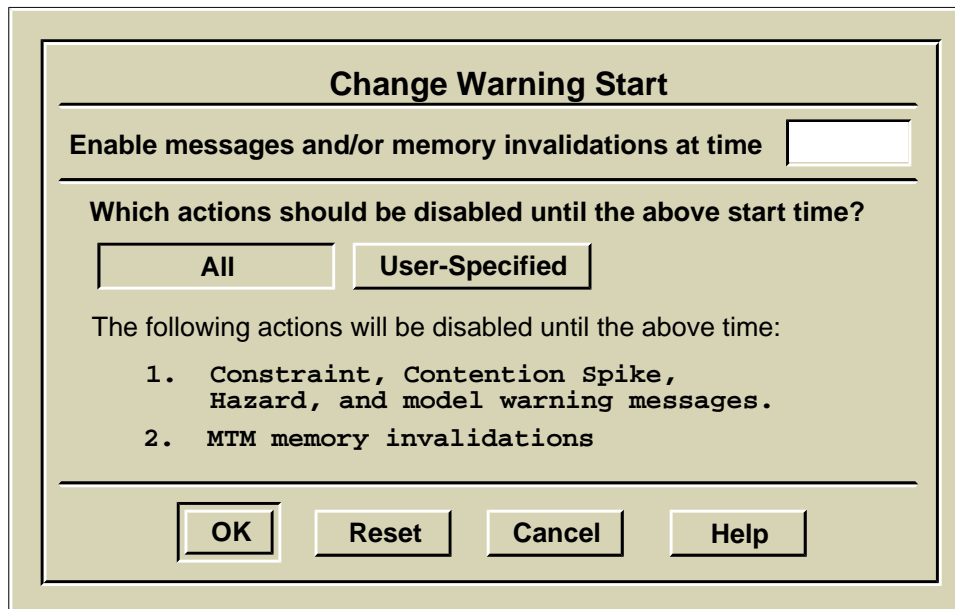 Change Warning Start
Enable messages and/or memory invalidations at time
Which actions should be disabled until the above start time?
All User-Specified
The following actions will be disabled until the above time:
1. Constraint, Contention Spike,
Hazard, and model warning messages.
2. MTM memory invalidations
OK Reset Cancel Help